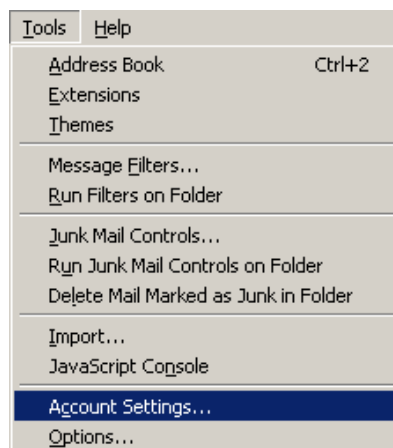 Tools Help
Address Book Ctrl+2
Extensions
Themes
Message Filters...
Run Filters on Folder
Junk Mail Controls...
Run Junk Mail Controls on Folder
Delete Mail Marked as Junk in Folder
Import...
JavaScript Console
Account Settings...
Options...